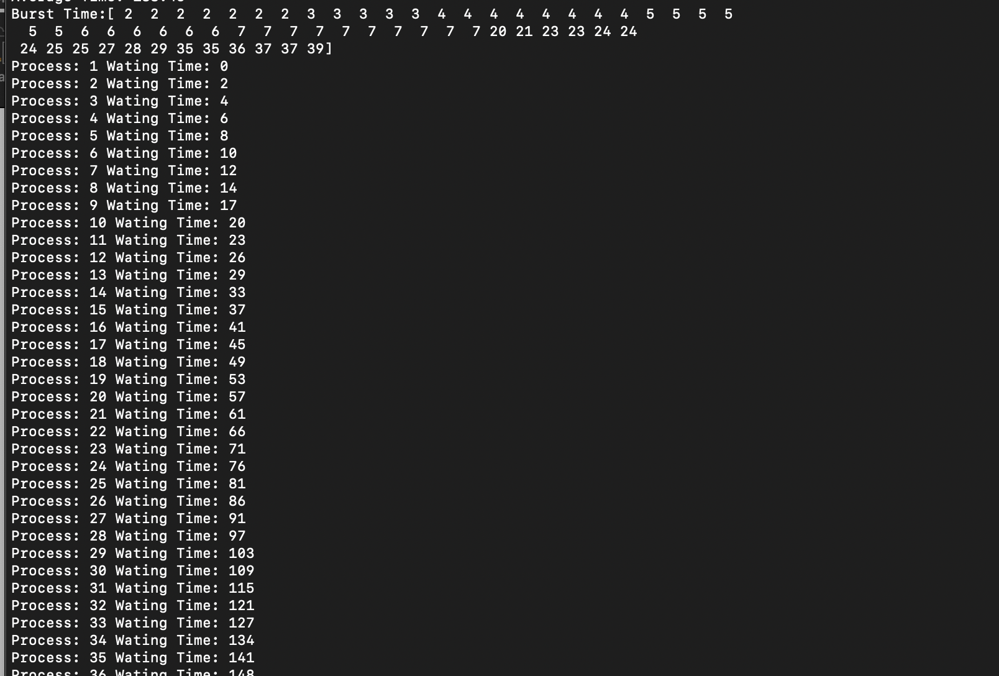 Average Time:
Burst Time:[ 2  2  2  2  2  2  2  3  3  3  3  3  4  4  4  4  4  4  4  4  5  5  5  5
  5  5  6  6  6  6  6  6  7  7  7  7  7  7  7  7  7  7 20 21 23 23 24 24
 24 25 25 27 28 29 35 35 36 37 37 39]
Process: 1 Wating Time: 0
Process: 2 Wating Time: 2
Process: 3 Wating Time: 4
Process: 4 Wating Time: 6
Process: 5 Wating Time: 8
Process: 6 Wating Time: 10
Process: 7 Wating Time: 12
Process: 8 Wating Time: 14
Process: 9 Wating Time: 17
Process: 10 Wating Time: 20
Process: 11 Wating Time: 23
Process: 12 Wating Time: 26
Process: 13 Wating Time: 29
Process: 14 Wating Time: 33
Process: 15 Wating Time: 37
Process: 16 Wating Time: 41
Process: 17 Wating Time: 45
Process: 18 Wating Time: 49
Process: 19 Wating Time: 53
Process: 20 Wating Time: 57
Process: 21 Wating Time: 61
Process: 22 Wating Time: 66
Process: 23 Wating Time: 71
Process: 24 Wating Time: 76
Process: 25 Wating Time: 81
Process: 26 Wating Time: 86
Process: 27 Wating Time: 91
Process: 28 Wating Time: 97
Process: 29 Wating Time: 103
Process: 30 Wating Time: 109
Process: 31 Wating Time: 115
Process: 32 Wating Time: 121
Process: 33 Wating Time: 127
Process: 34 Wating Time: 134
Process: 35 Wating Time: 141
Process: 36 Wating Time: 148